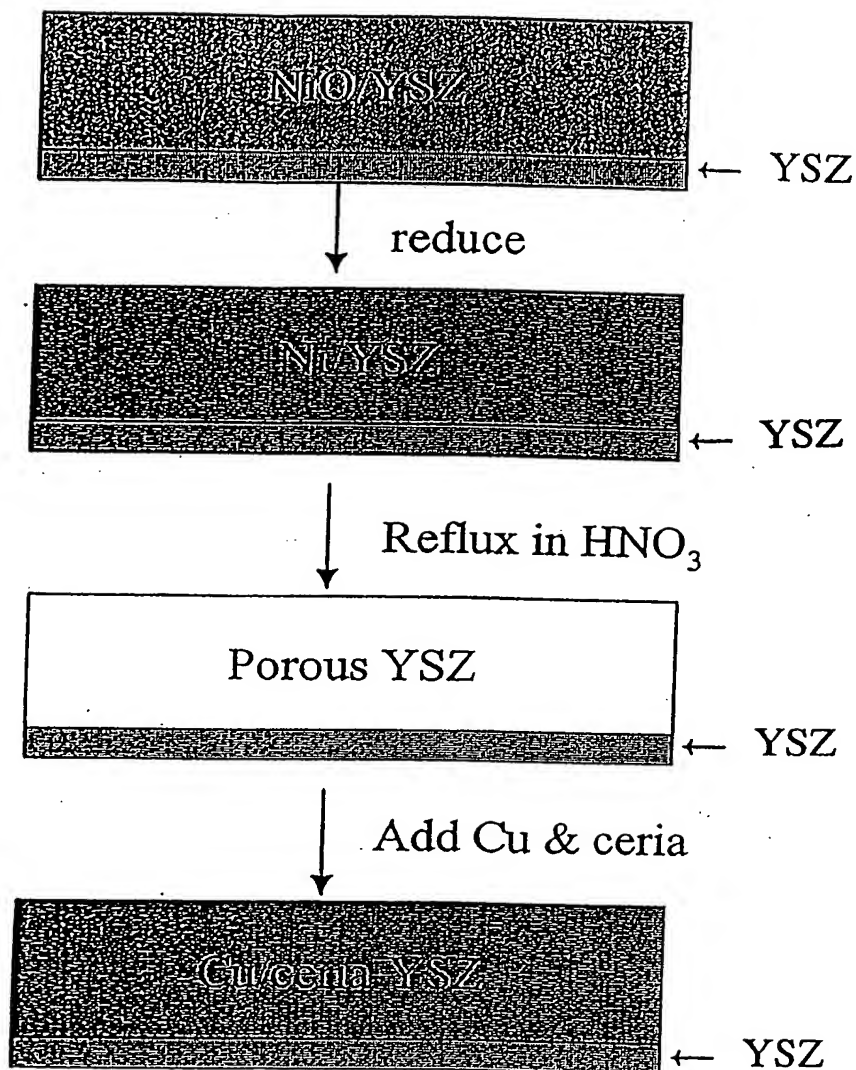 NiO/YSZ
← YSZ
reduce
Ni/YSZ
← YSZ
Reflux in HNO₃
Porous YSZ
← YSZ
Add Cu & ceria
Cu/ceria YSZ
← YSZ